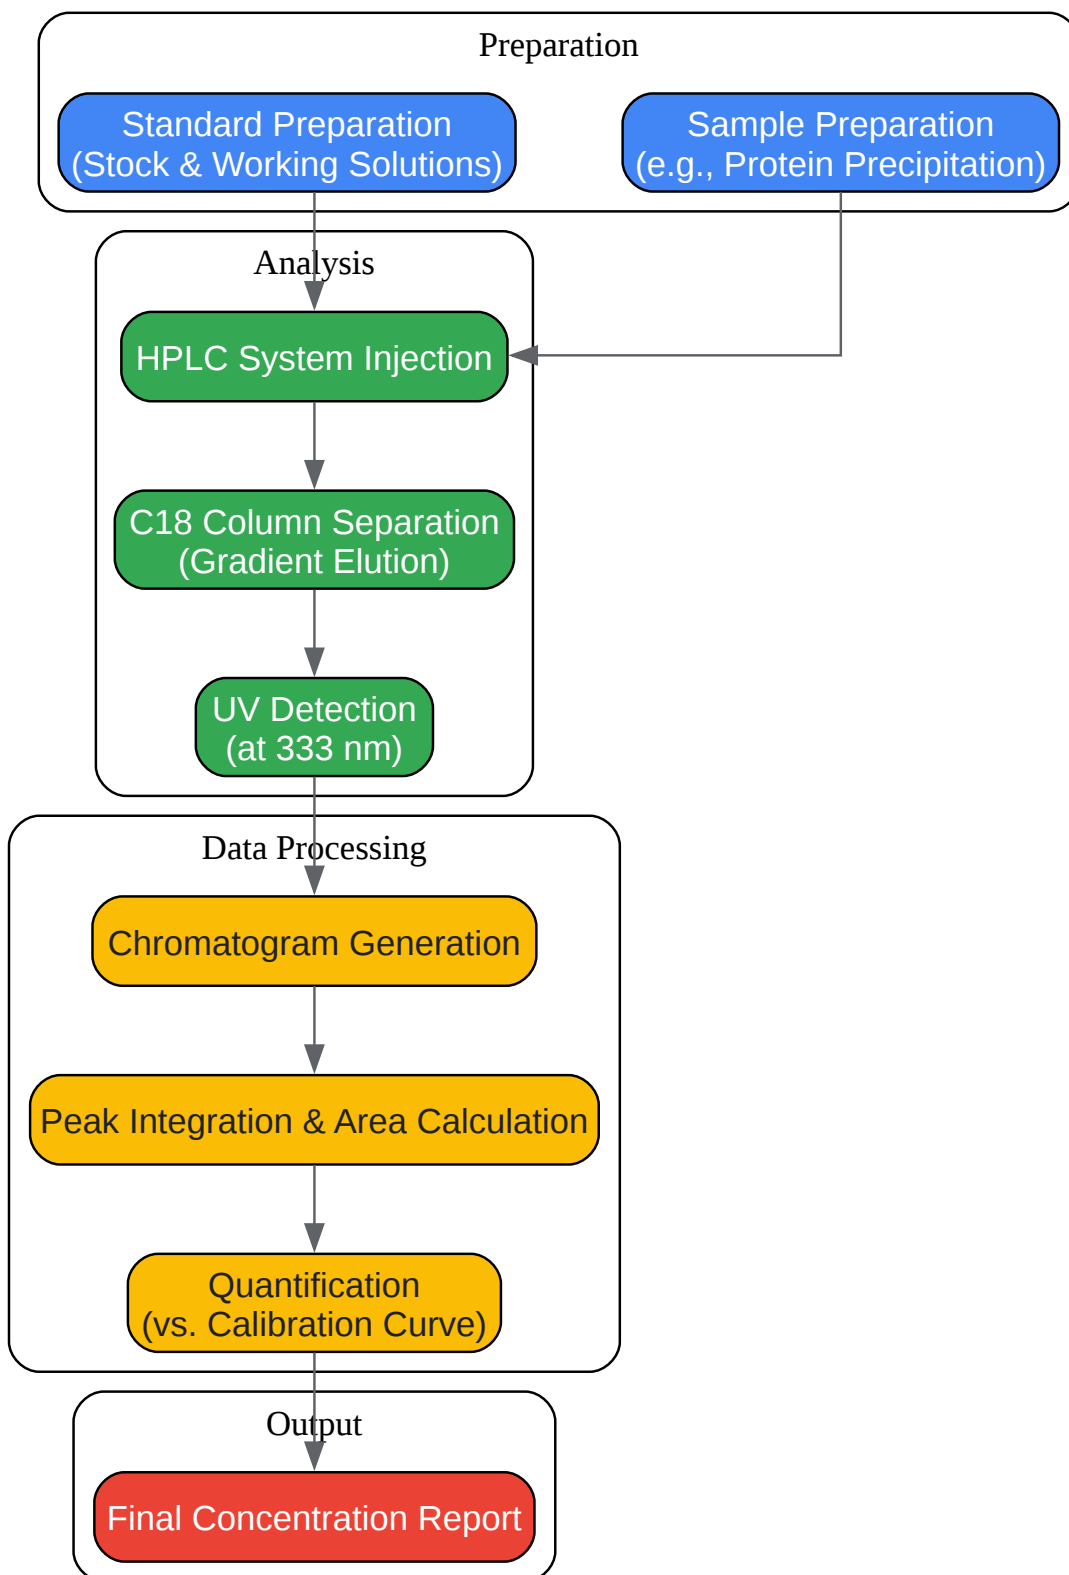 Preparation
Standard Preparation
(Stock & Working Solutions)
Sample Preparation
(e.g., Protein Precipitation)
Analysis
HPLC System Injection
C18 Column Separation
(Gradient Elution)
UV Detection
(at 333 nm)
Data Processing
Chromatogram Generation
Peak Integration & Area Calculation
Quantification
(vs. Calibration Curve)
Output
Final Concentration Report